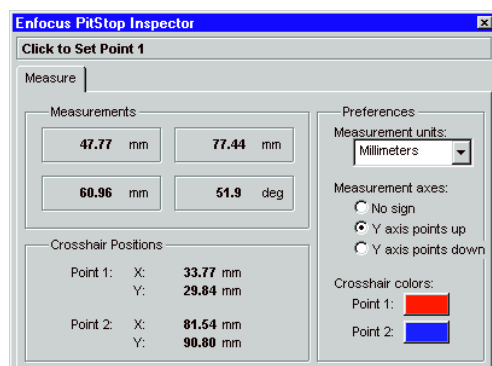 Enfocus PitStop Inspector
Click to Set Point 1
Measure
Measurements
47.77 mm
77.44 mm
60.96 mm
51.9 deg
Crosshair Positions
Point 1: X: 33.77 mm
Y: 29.84 mm
Point 2: X: 81.54 mm
Y: 90.80 mm
Preferences
Measurement units:
Millimeters
Measurement axes:
No sign
Y axis points up
Y axis points down
Crosshair colors:
Point 1:
Point 2: